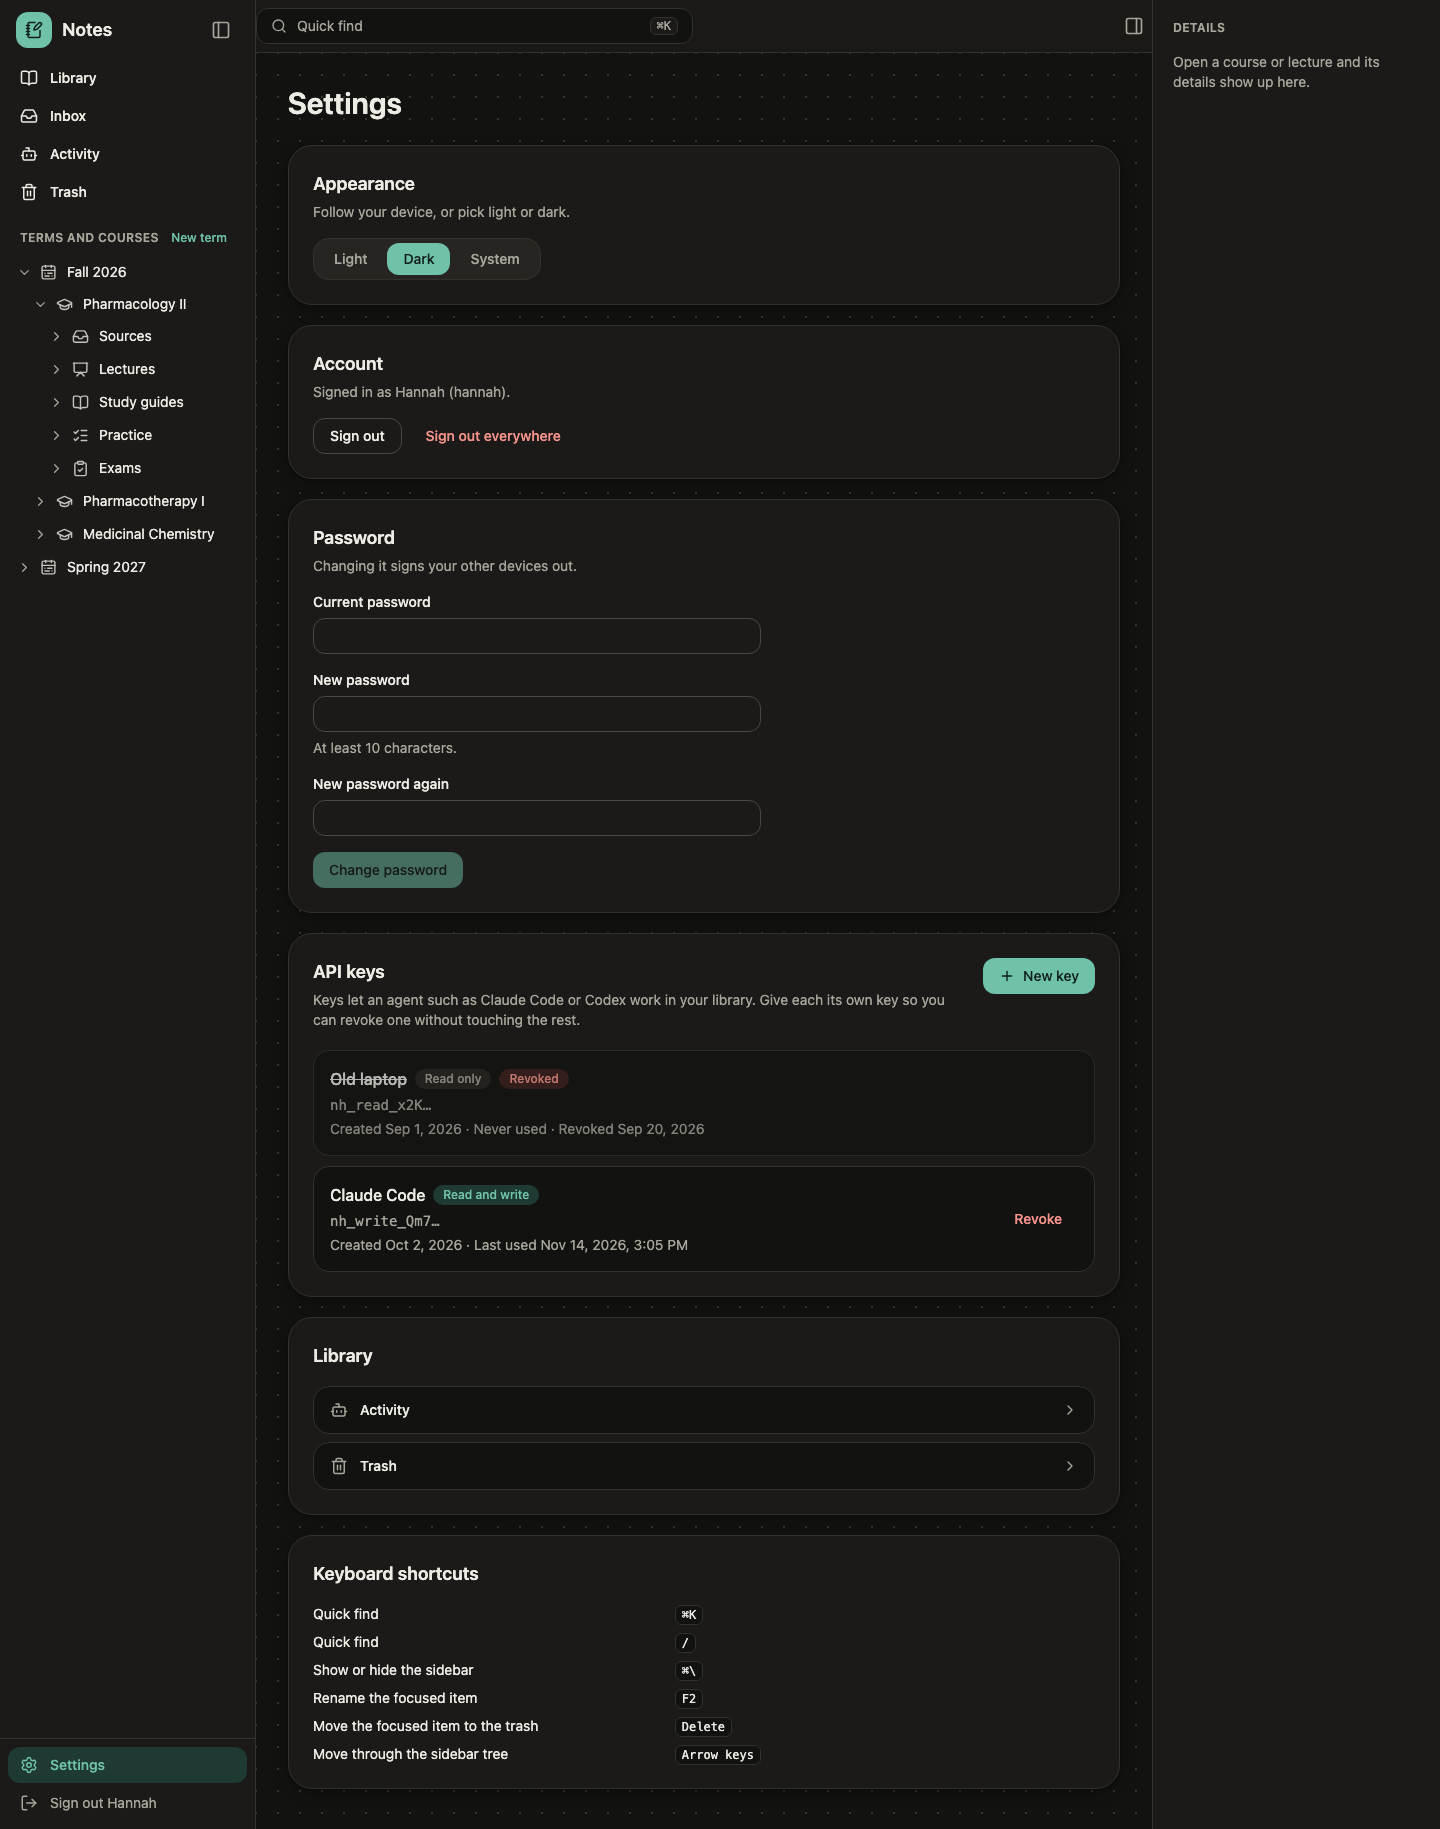 Notes
Library
Inbox
Activity
Trash
TERMS AND COURSES New term
Fall 2026
Pharmacology II
Sources
Lectures
Study guides
Practice
Exams
Pharmacotherapy I
Medicinal Chemistry
Spring 2027
Settings
Sign out Hannah
Quick find ⌘K
Settings
Appearance
Follow your device, or pick light or dark.
Light Dark System
Account
Signed in as Hannah (hannah).
Sign out Sign out everywhere
Password
Changing it signs your other devices out.
Current password
New password
At least 10 characters.
New password again
Change password
API keys
New key
Keys let an agent such as Claude Code or Codex work in your library. Give each its own key so you
can revoke one without touching the rest.
Old laptop Read only Revoked
nh_read_x2K…
Created Sep 1, 2026 · Never used · Revoked Sep 20, 2026
Claude Code Read and write
nh_write_Qm7…
Revoke
Created Oct 2, 2026 · Last used Nov 14, 2026, 3:05 PM
Library
Activity
Trash
Keyboard shortcuts
Quick find ⌘K
Quick find /
Show or hide the sidebar ⌘\
Rename the focused item F2
Move the focused item to the trash Delete
Move through the sidebar tree Arrow keys
DETAILS
Open a course or lecture and its
details show up here.